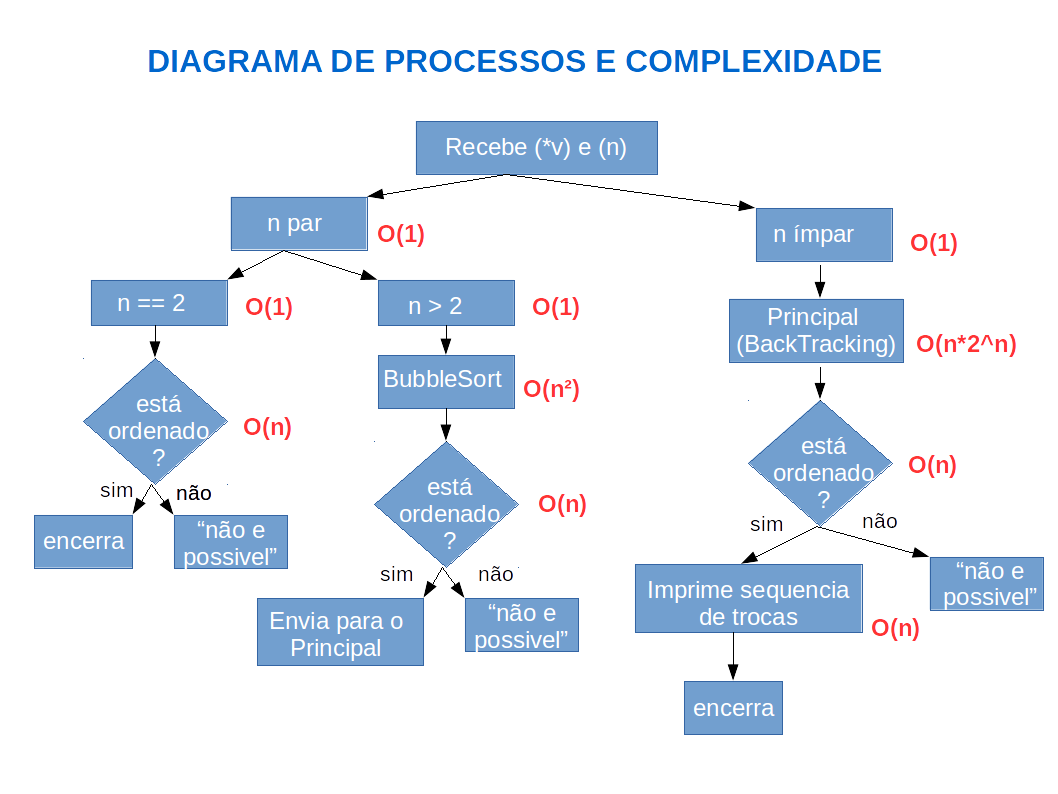 DIAGRAMA DE PROCESSOS E COMPLEXIDADE
Recebe (*v) e (n)
n par
O(1)
n ímpar
O(1)
n == 2
O(1)
n > 2
O(1)
Principal
(BackTracking)
O(n*2^n)
BubbleSort
O(n²)
está
ordenado
?
O(n)
sim
não
encerra
“não e
possivel”
está
ordenado
?
O(n)
sim
não
Envia para o
Principal
“não e
possivel”
está
ordenado
?
O(n)
sim
não
Imprime sequencia
de trocas
O(n)
“não e
possivel”
encerra